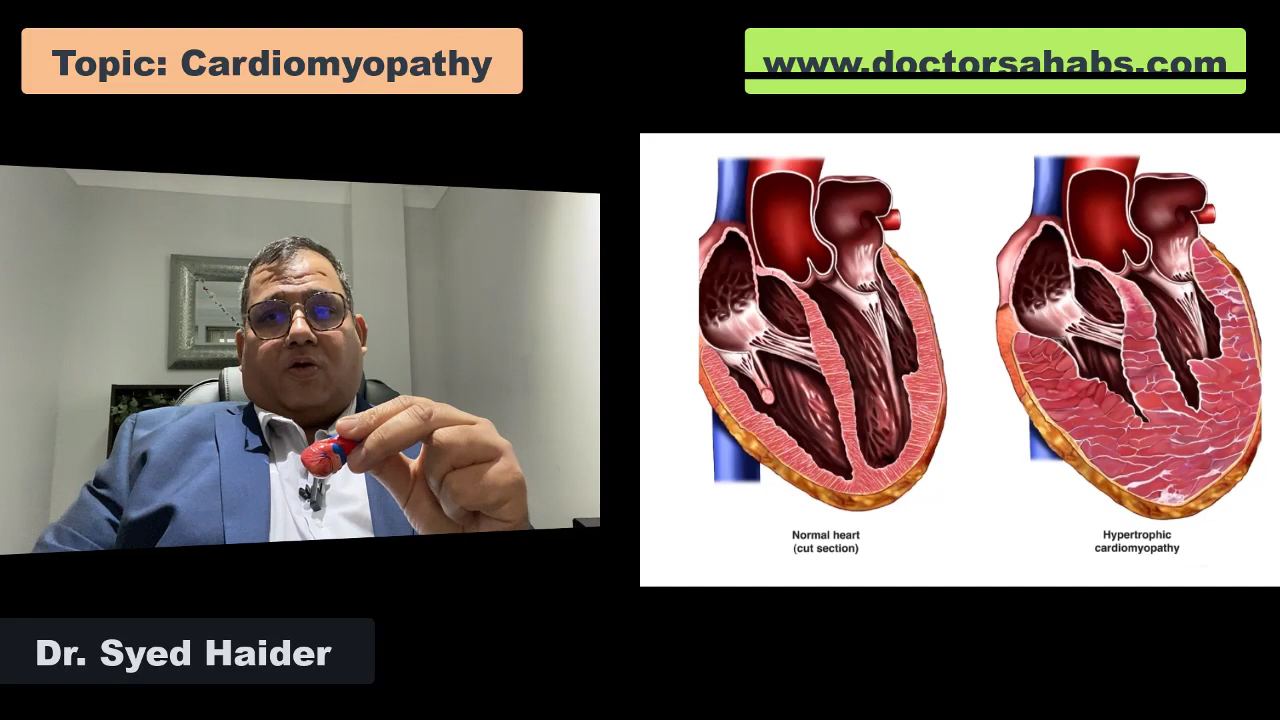 Topic: Cardiomyopathy
www.doctorsahabs.com
Normal heart
(cut section)
Hypertrophic
cardiomyopathy
Dr. Syed Haider